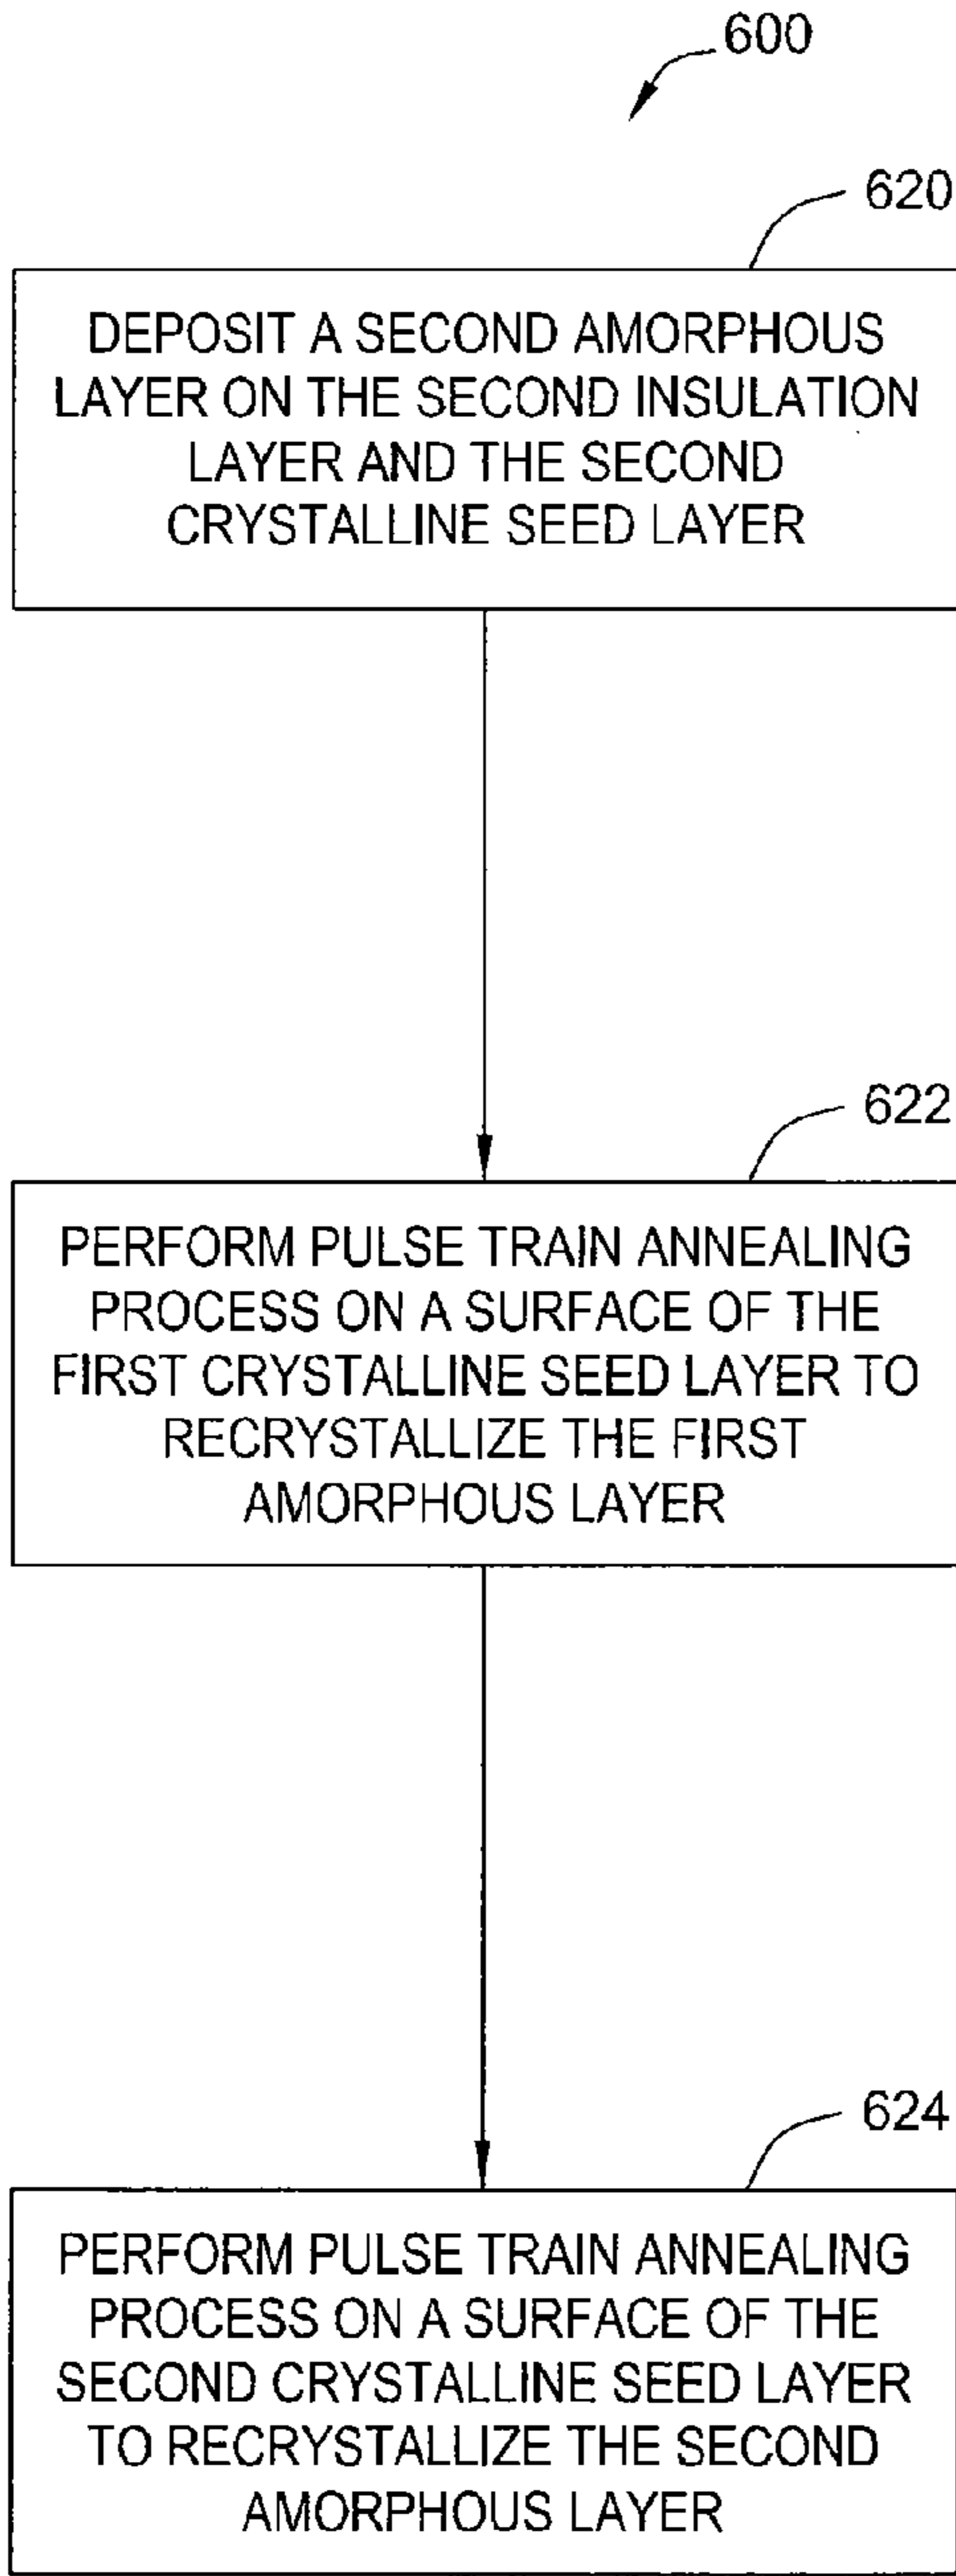 600
620
DEPOSIT A SECOND AMORPHOUS
LAYER ON THE SECOND INSULATION
LAYER AND THE SECOND
CRYSTALLINE SEED LAYER
622
PERFORM PULSE TRAIN ANNEALING
PROCESS ON A SURFACE OF THE
FIRST CRYSTALLINE SEED LAYER TO
RECRYSTALLIZE THE FIRST
AMORPHOUS LAYER
624
PERFORM PULSE TRAIN ANNEALING
PROCESS ON A SURFACE OF THE
SECOND CRYSTALLINE SEED LAYER
TO RECRYSTALLIZE THE SECOND
AMORPHOUS LAYER